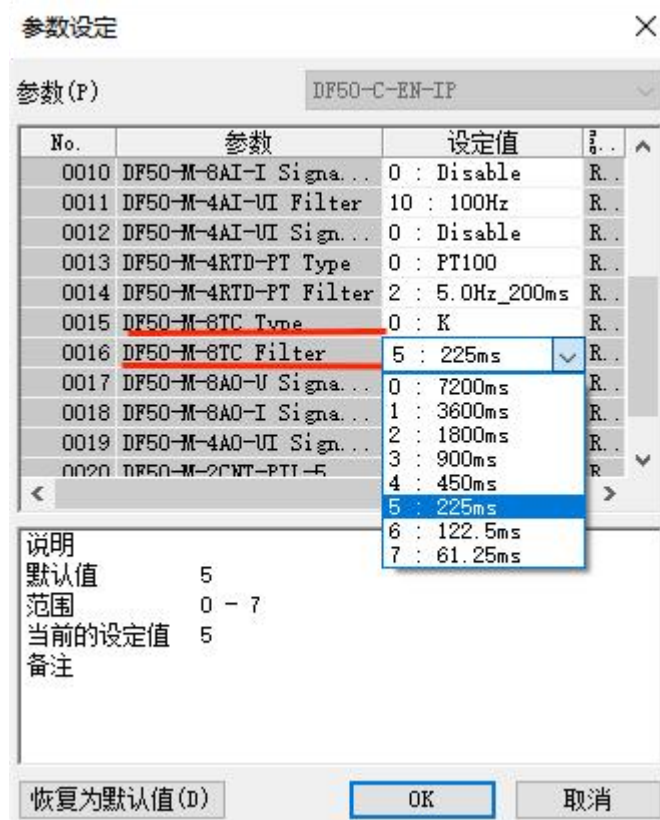 参数设定
参数(P) DF50-C-EN-IP
No. 参数 设定值
0010 DF50-M-8AI-I Signa... 0 : Disable R..
0011 DF50-M-4AI-UI Filter 10 : 100Hz R..
0012 DF50-M-4AI-UI Sign... 0 : Disable R..
0013 DF50-M-4RTD-PT Type 0 : PT100 R..
0014 DF50-M-4RTD-PT Filter 2 : 5.0Hz_200ms R..
0015 DF50-M-8TC Type 0 : K R..
0016 DF50-M-8TC Filter 5 : 225ms R..
0017 DF50-M-8AO-U Signa... R..
0018 DF50-M-8AO-I Signa... R..
0019 DF50-M-4AO-UI Sign... R..
0020 DF50-M-2CNT-PIL-5 R
0 : 7200ms
1 : 3600ms
2 : 1800ms
3 : 900ms
4 : 450ms
5 : 225ms
6 : 122.5ms
7 : 61.25ms
说明
默认值 5
范围 0 - 7
当前的设定值 5
备注
恢复为默认值(D) OK 取消